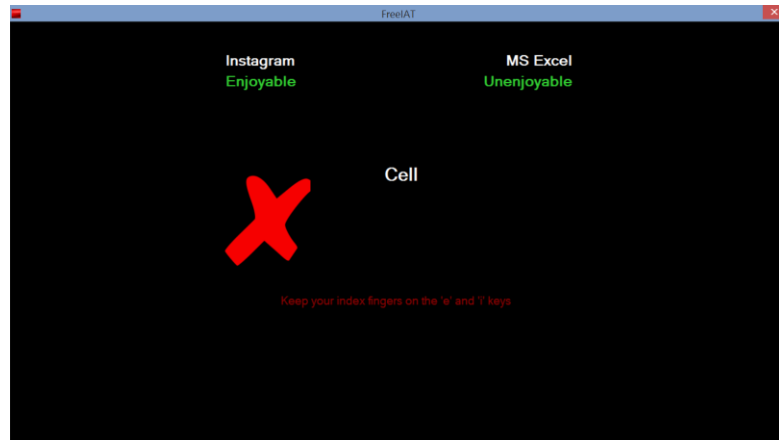 FreeIAT
Instagram MS Excel
Enjoyable Unenjoyable
Cell
Keep your index fingers on the 'e' and 'i' keys